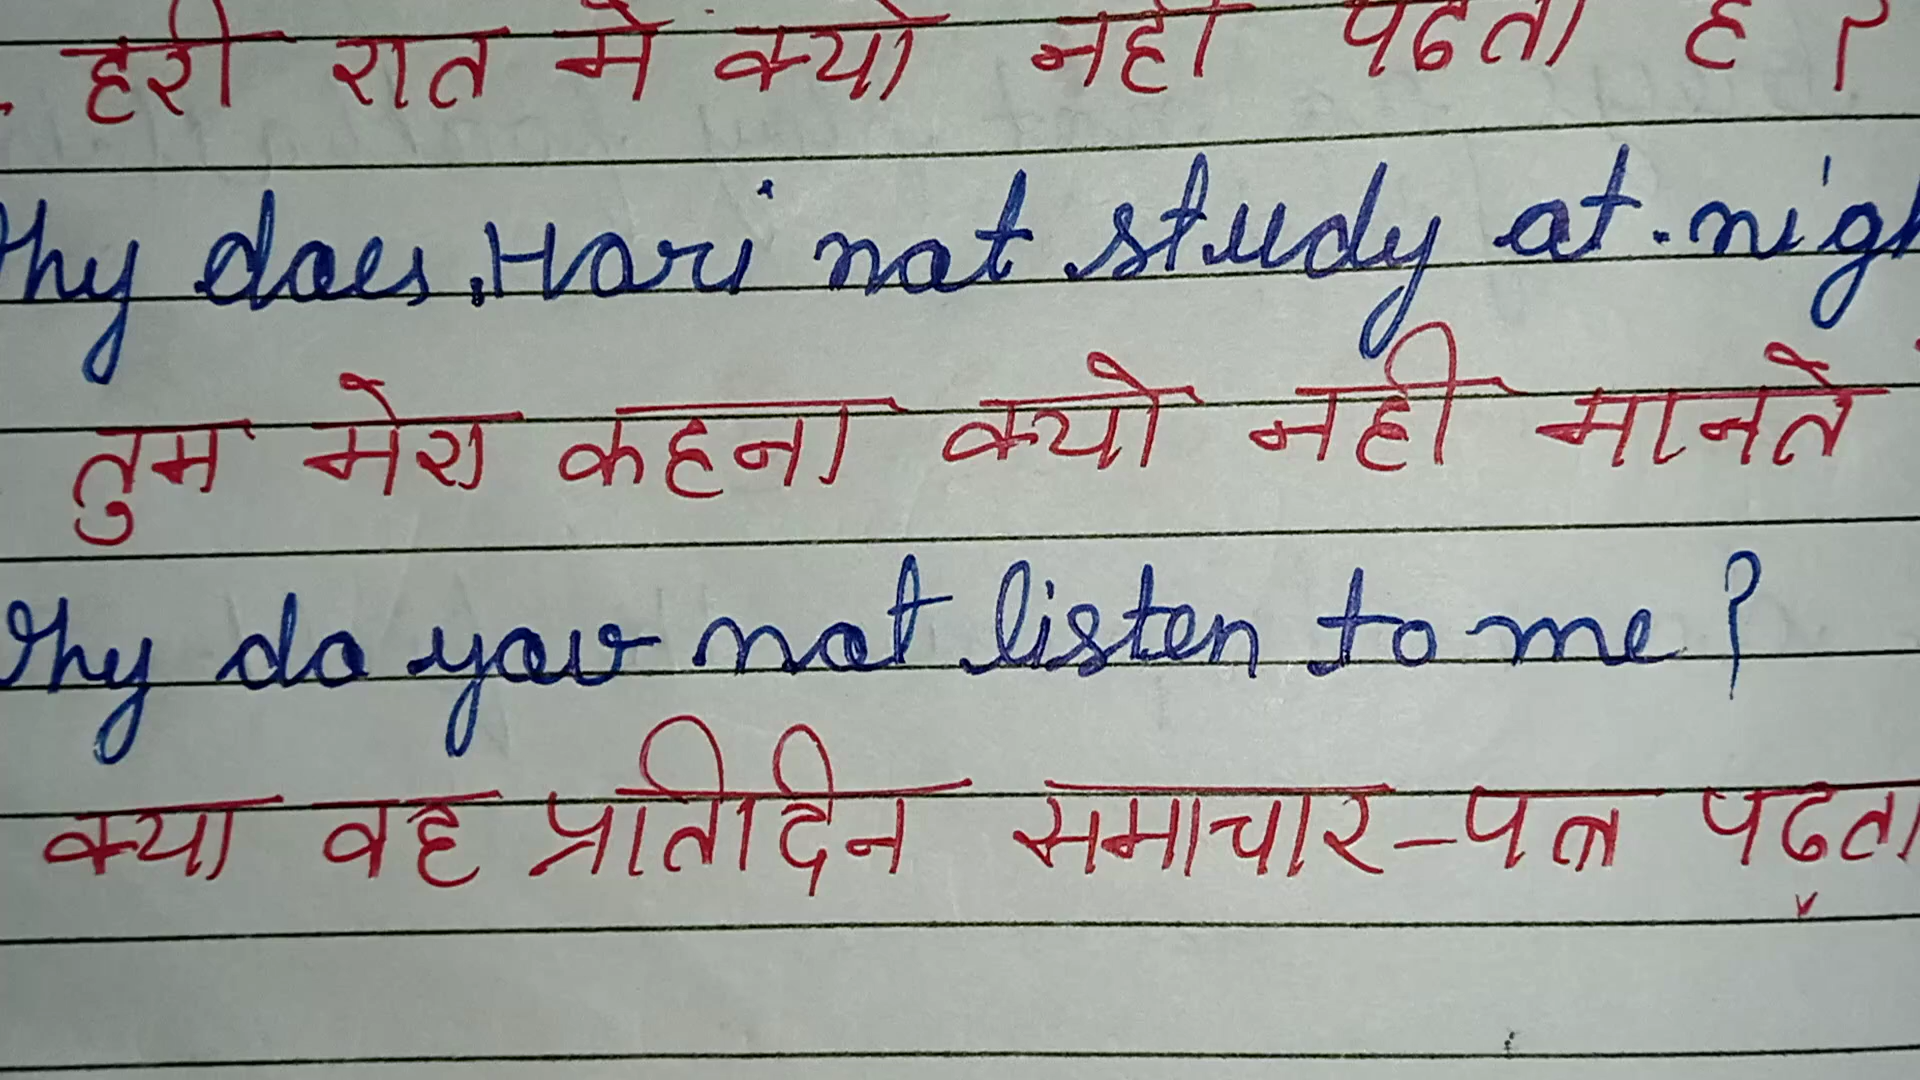 हरी रात मे क्यो नही पढता है ?
Why does Hari not study at nigh
तुम मेरा कहना क्यो नही मानते
Why do you not listen to me ?
क्या वह प्रतिदिन समाचार-पत्र पढता